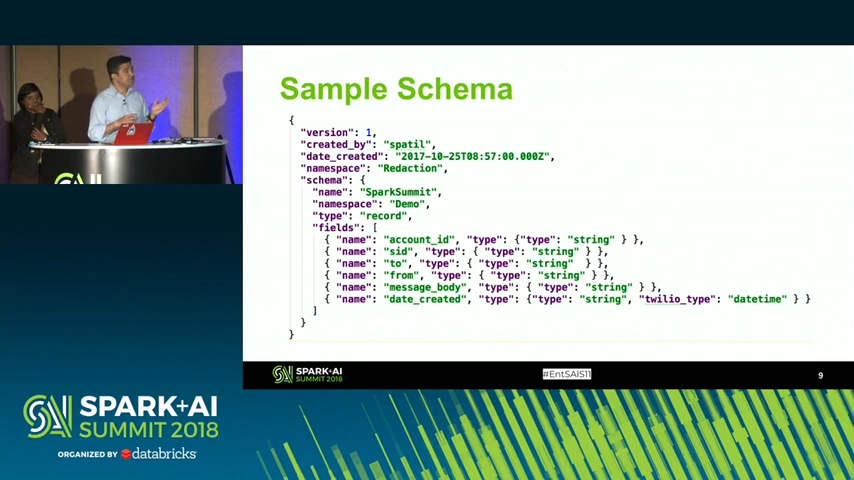 Sample Schema
{
"version": 1,
"created_by": "spatil",
"date_created": "2017-10-25T08:57:00.000Z",
"namespace": "Redaction",
"schema": {
"name": "SparkSummit",
"namespace": "Demo",
"type": "record",
"fields": [
{ "name": "account_id", "type": {"type": "string" } },
{ "name": "sid", "type": { "type": "string" } },
{ "name": "to", "type": { "type": "string" } },
{ "name": "from", "type": { "type": "string" } },
{ "name": "message_body", "type": { "type": "string" } },
{ "name": "date_created", "type": {"type": "string", "twilio_type": "datetime" } }
]
}
}
SPARK+AI
SUMMIT 2018
#EntSAIS11
9
SPARK+AI
SUMMIT 2018
ORGANIZED BY databricks